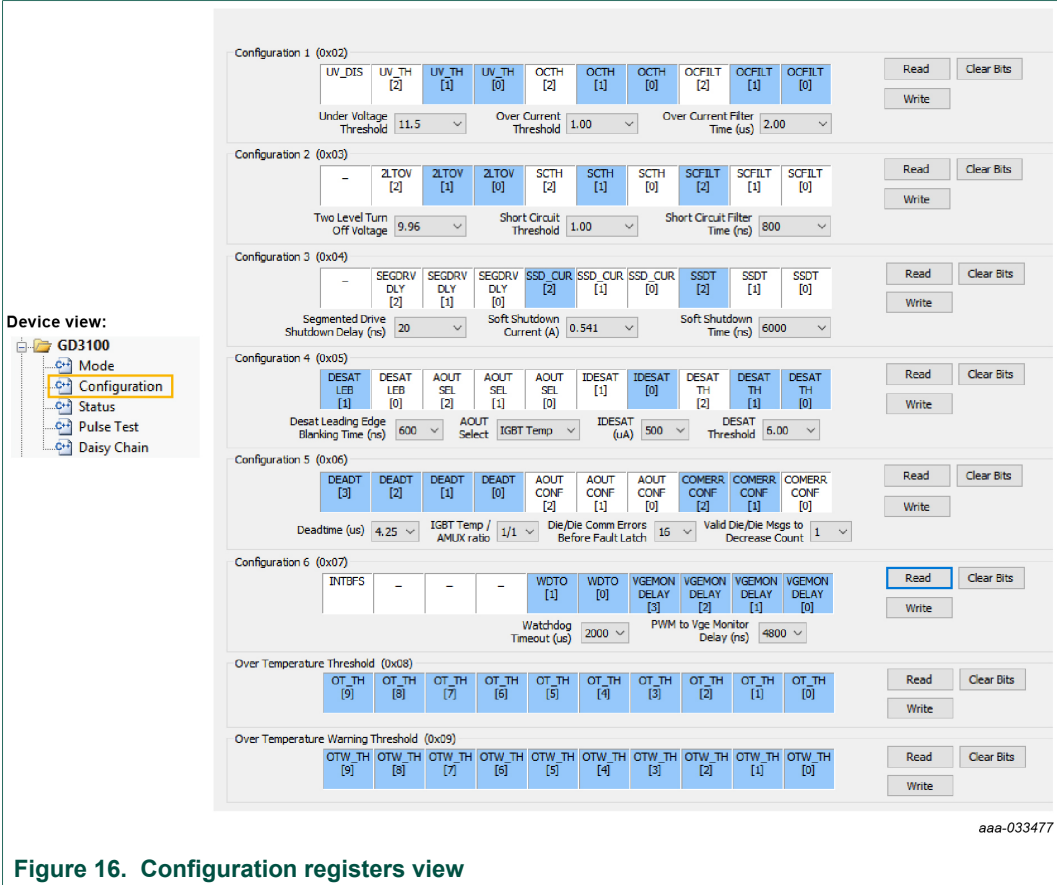 Configuration 1 (0x02)
UV_DIS UV_TH [2] UV_TH [1] UV_TH [0] OCTH [2] OCTH [1] OCTH [0] OCFILT [2] OCFILT [1] OCFILT [0] Read Clear Bits
Write
Under Voltage Threshold 11.5 Over Current Threshold 1.00 Over Current Filter Time (us) 2.00
Configuration 2 (0x03)
– 2LTOV [2] 2LTOV [1] 2LTOV [0] SCTH [2] SCTH [1] SCTH [0] SCFILT [2] SCFILT [1] SCFILT [0] Read Clear Bits
Write
Two Level Turn Off Voltage 9.96 Short Circuit Threshold 1.00 Short Circuit Filter Time (ns) 800
Configuration 3 (0x04)
– SEGDRV DLY [2] SEGDRV DLY [1] SEGDRV DLY [0] SSD_CUR [2] SSD_CUR [1] SSD_CUR [0] SSDT [2] SSDT [1] SSDT [0] Read Clear Bits
Write
Segmented Drive Shutdown Delay (ns) 20 Soft Shutdown Current (A) 0.541 Soft Shutdown Time (ns) 6000
Device view:
GD3100
Mode
Configuration
Status
Pulse Test
Daisy Chain
Configuration 4 (0x05)
DESAT LEB [1] DESAT LEB [0] AOUT SEL [2] AOUT SEL [1] AOUT SEL [0] IDESAT [1] IDESAT [0] DESAT TH [2] DESAT TH [1] DESAT TH [0] Read Clear Bits
Write
Desat Leading Edge Blanking Time (ns) 600 AOUT Select IGBT Temp IDESAT (uA) 500 DESAT Threshold 6.00
Configuration 5 (0x06)
DEADT [3] DEADT [2] DEADT [1] DEADT [0] AOUT CONF [2] AOUT CONF [1] AOUT CONF [0] COMERR CONF [2] COMERR CONF [1] COMERR CONF [0] Read Clear Bits
Write
Deadtime (us) 4.25 IGBT Temp / AMUX ratio 1/1 Die/Die Comm Errors Before Fault Latch 16 Valid Die/Die Msgs to Decrease Count 1
Configuration 6 (0x07)
INTBFS – – – WDTO [1] WDTO [0] VGEMON DELAY [3] VGEMON DELAY [2] VGEMON DELAY [1] VGEMON DELAY [0] Read Clear Bits
Write
Watchdog Timeout (us) 2000 PWM to Vge Monitor Delay (ns) 4800
Over Temperature Threshold (0x08)
OT_TH [9] OT_TH [8] OT_TH [7] OT_TH [6] OT_TH [5] OT_TH [4] OT_TH [3] OT_TH [2] OT_TH [1] OT_TH [0] Read Clear Bits
Write
Over Temperature Warning Threshold (0x09)
OTW_TH [9] OTW_TH [8] OTW_TH [7] OTW_TH [6] OTW_TH [5] OTW_TH [4] OTW_TH [3] OTW_TH [2] OTW_TH [1] OTW_TH [0] Read Clear Bits
Write
aaa-033477
Figure 16. Configuration registers view